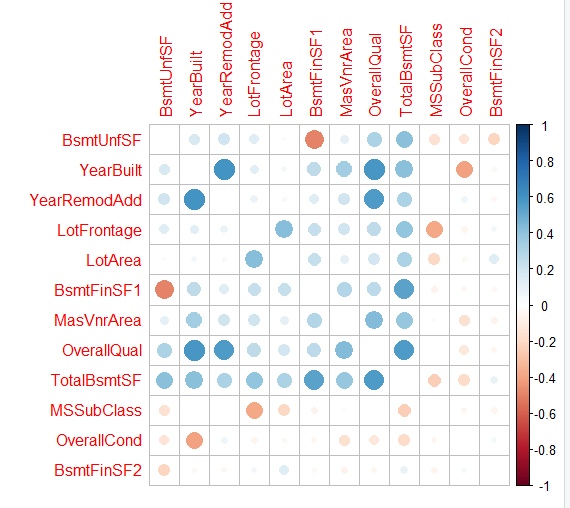 BsmtUnfSF
YearBuilt
YearRemodAdd
LotFrontage
LotArea
BsmtFinSF1
MasVnrArea
OverallQual
TotalBsmtSF
MSSubClass
OverallCond
BsmtFinSF2
BsmtUnfSF
YearBuilt
YearRemodAdd
LotFrontage
LotArea
BsmtFinSF1
MasVnrArea
OverallQual
TotalBsmtSF
MSSubClass
OverallCond
BsmtFinSF2
1
0.8
0.6
0.4
0.2
0
-0.2
-0.4
-0.6
-0.8
-1